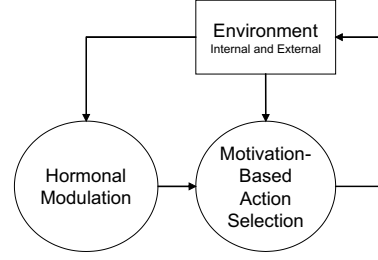 Environment
Internal and External
Hormonal
Modulation
Motivation-
Based
Action
Selection